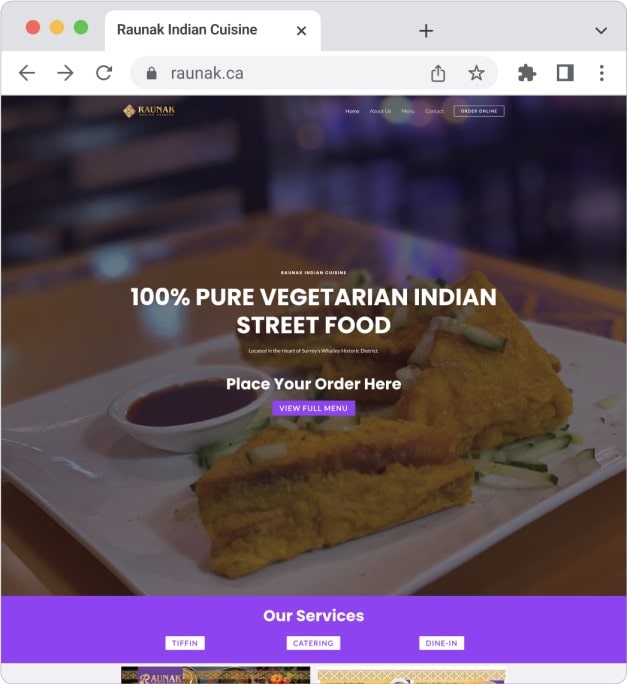 Raunak Indian Cuisine
raunak.ca
RAUNAK
Home About Us Menu Contact ORDER ONLINE
RAUNAK INDIAN CUISINE
100% PURE VEGETARIAN INDIAN
STREET FOOD
Located in the Heart of Surrey's Whalley Historic District.
Place Your Order Here
VIEW FULL MENU
Our Services
TIFFIN CATERING DINE-IN
RAUNAK